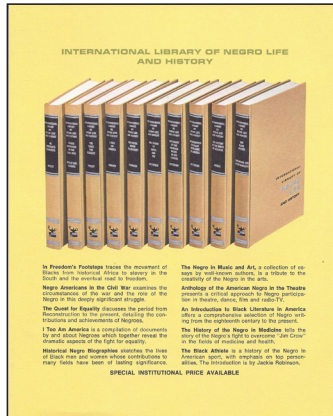 INTERNATIONAL LIBRARY OF NEGRO LIFE
AND HISTORY
INTERNATIONAL
LIBRARY OF
AND HISTORY
In Freedom's Footsteps traces the movement of
Blacks from historical Africa to slavery in the
South and the eventual road to freedom.
Negro Americans in the Civil War examines the
circumstances of the war and the role of the
Negro in this deeply significant struggle.
The Quest for Equality discusses the period from
Reconstruction to the present, detailing the con-
tributions and achievements of Negroes.
I Too Am America is a compilation of documents
by and about Negroes which together reveal the
dramatic aspects of the fight for equality.
Historical Negro Biographies sketches the lives
of Black men and women whose contributions to
many fields have been of lasting significance.
The Negro in Music and Art, a collection of es-
says by well-known authors, is a tribute to the
creativity of the Negro in the arts.
Anthology of the American Negro in the Theatre
presents a critical approach to Negro participa-
tion in theatre, dance, film and radio-TV.
An Introduction to Black Literature in America
offers a comprehensive selection of Negro writ-
ing from the eighteenth century to the present.
The History of the Negro in Medicine tells the
story of the Negro's fight to overcome "Jim Crow"
in the fields of medicine and health.
The Black Athlete is a history of the Negro in
American sport, with emphasis on top person-
alities. The Introduction is by Jackie Robinson.
SPECIAL INSTITUTIONAL PRICE AVAILABLE